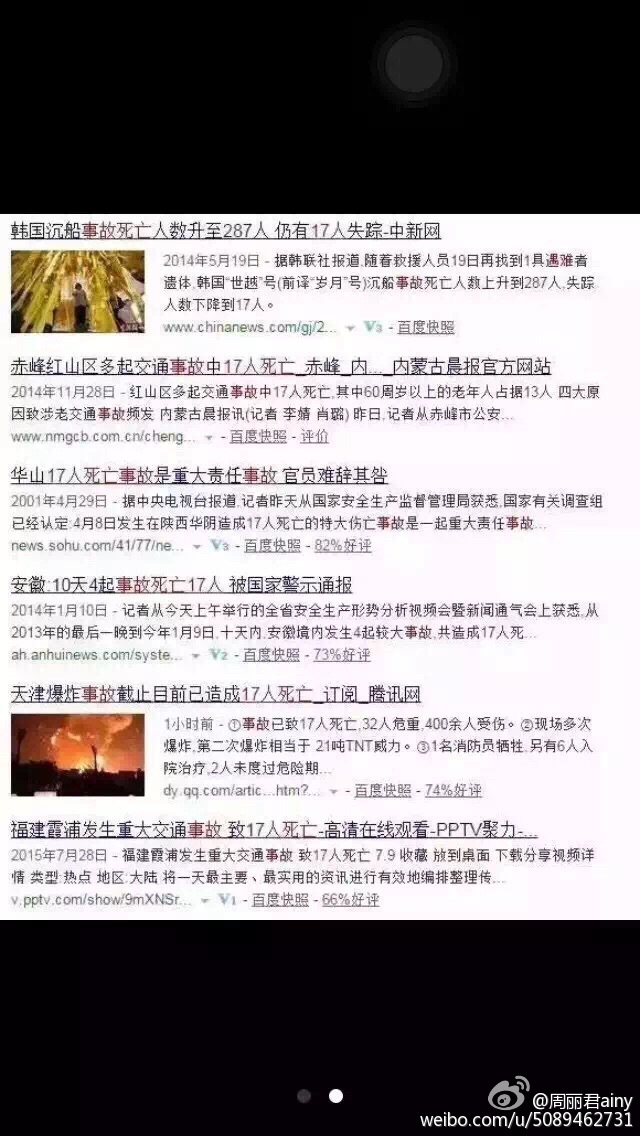 韩国沉船事故死亡人数升至287人 仍有17人失踪-中新网
2014年5月19日 - 据韩联社报道,随着救援人员19日再找到1具遇难者
遗体,韩国“世越”号(前译“岁月”号)沉船事故死亡人数上升到287人,失踪
人数下降到17人。
www.chinanews.com/gj/2... V3 - 百度快照
赤峰红山区多起交通事故中17人死亡_赤峰_内..._内蒙古晨报官方网站
2014年11月28日 - 红山区多起交通事故中17人死亡,其中60周岁以上的老年人占据13人 四大原
因致涉老交通事故频发 内蒙古晨报讯(记者 李婧 肖璐) 昨日,记者从赤峰市公安...
www.nmgcb.com.cn/cheng... - 百度快照 - 评价
华山17人死亡事故是重大责任事故 官员难辞其咎
2001年4月29日 - 据中央电视台报道,记者昨天从国家安全生产监督管理局获悉,国家有关调查组
已经认定:4月8日发生在陕西华阴造成17人死亡的特大伤亡事故是一起重大责任事故...
news.sohu.com/41/77/ne... V3 - 百度快照 - 82%好评
安徽:10天4起事故死亡17人 被国家警示通报
2014年1月10日 - 记者从今天上午举行的全省安全生产形势分析视频会暨新闻通气会上获悉,从
2013年的最后一晚到今年1月9日,十天内,安徽境内发生4起较大事故,共造成17人死...
ah.anhuinews.com/syste... V2 - 百度快照 - 73%好评
天津爆炸事故截止目前已造成17人死亡_订阅_腾讯网
1小时前 - ①事故已致17人死亡,32人危重,400余人受伤。②现场多次
爆炸,第二次爆炸相当于 21吨TNT威力。③1名消防员牺牲,另有6人入
院治疗,2人未度过危险期...
dy.qq.com/artic...htm?... - 百度快照 - 74%好评
福建霞浦发生重大交通事故 致17人死亡-高清在线观看-PPTV聚力-...
2015年7月28日 - 福建霞浦发生重大交通事故 致17人死亡 7.9 收藏 放到桌面 下载分享视频详
情 类型:热点 地区:大陆 将一天最主要、最实用的资讯进行有效地编排整理传...
v.pptv.com/show/9mXNSr... V1 - 百度快照 - 66%好评
@周丽君ainy
weibo.com/u/5089462731